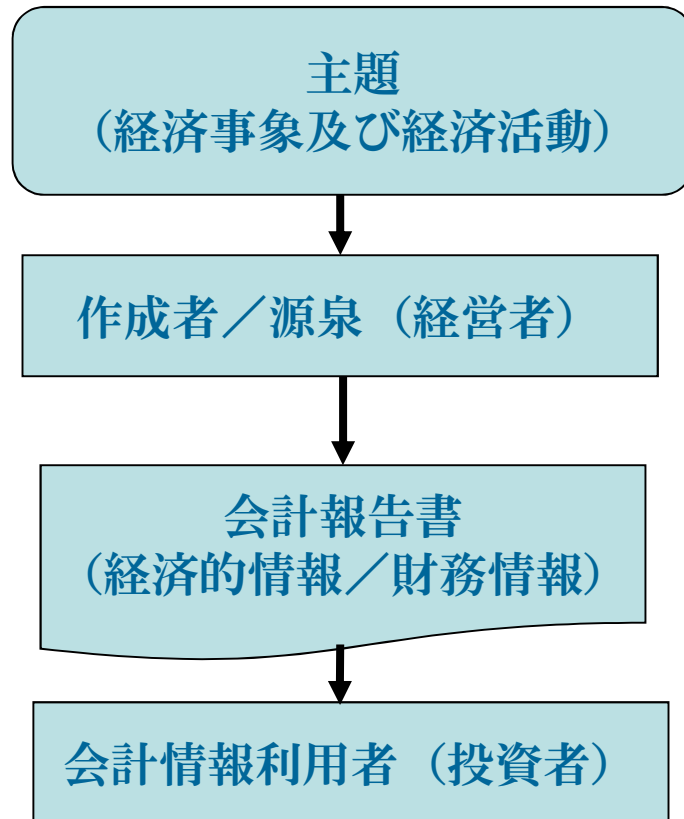 主題
（経済事象及び経済活動）
作成者／源泉（経営者）
会計報告書
（経済的情報／財務情報）
会計情報利用者（投資者）